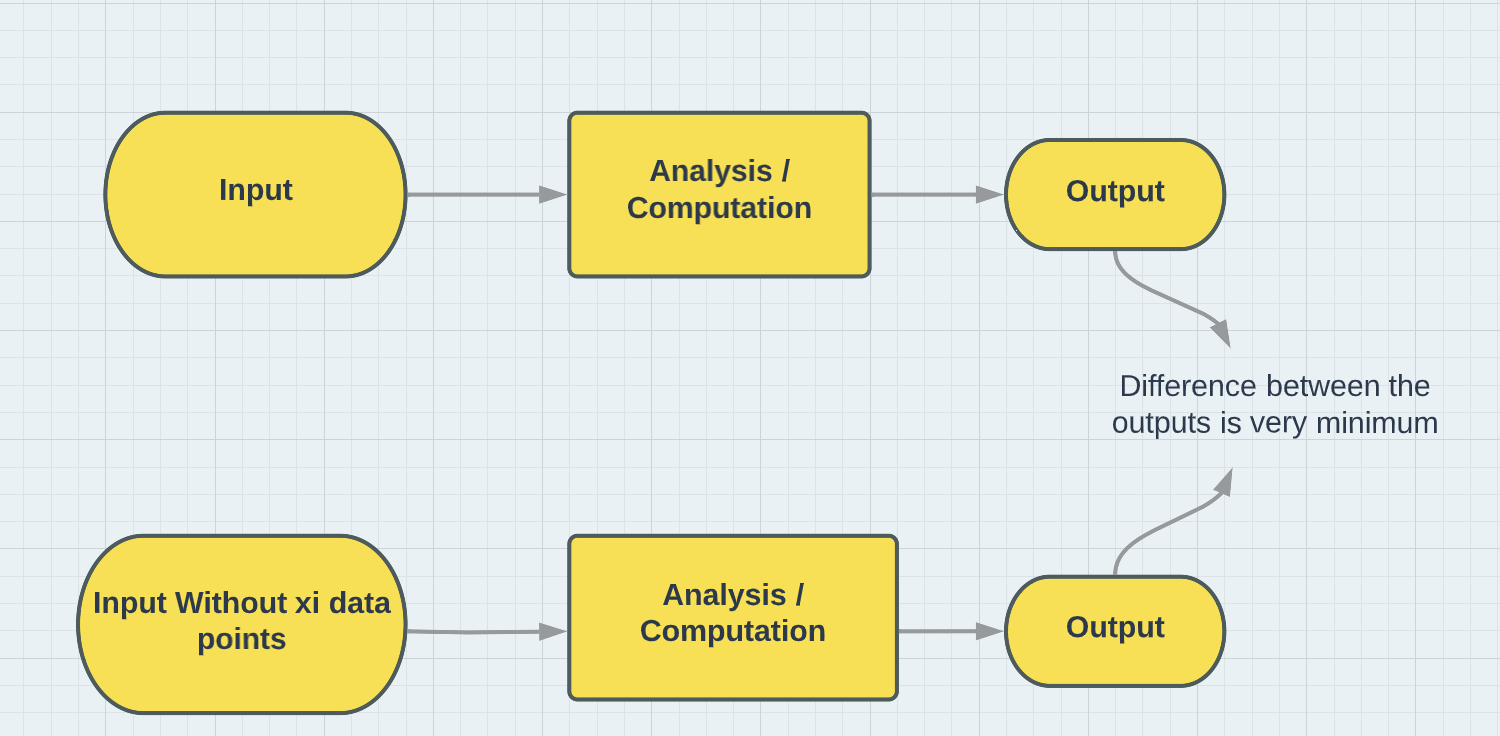 Input
Analysis /
Computation
Output
Difference between the
outputs is very minimum
Input Without xi data
points
Analysis /
Computation
Output